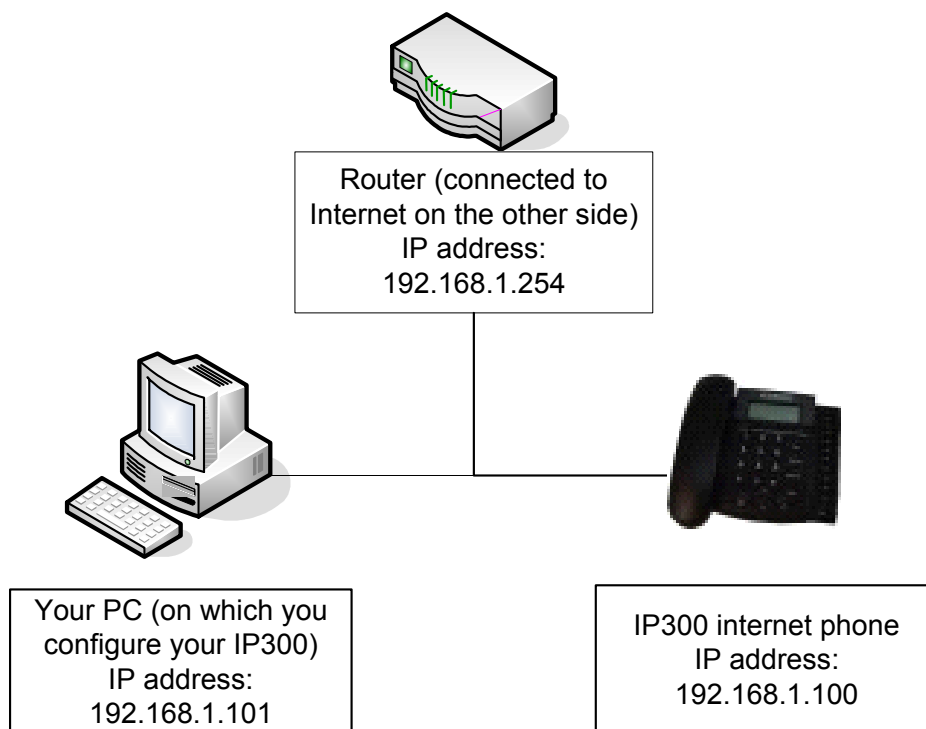 Router (connected to
Internet on the other side)
IP address:
192.168.1.254
Your PC (on which you
configure your IP300)
IP address:
192.168.1.101
IP300 internet phone
IP address:
192.168.1.100